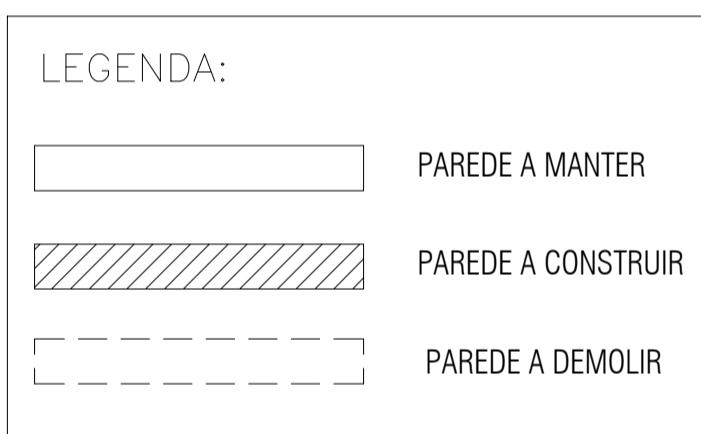 LEGENDA:
PAREDE A MANTER
PAREDE A CONSTRUIR
PAREDE A DEMOLIR